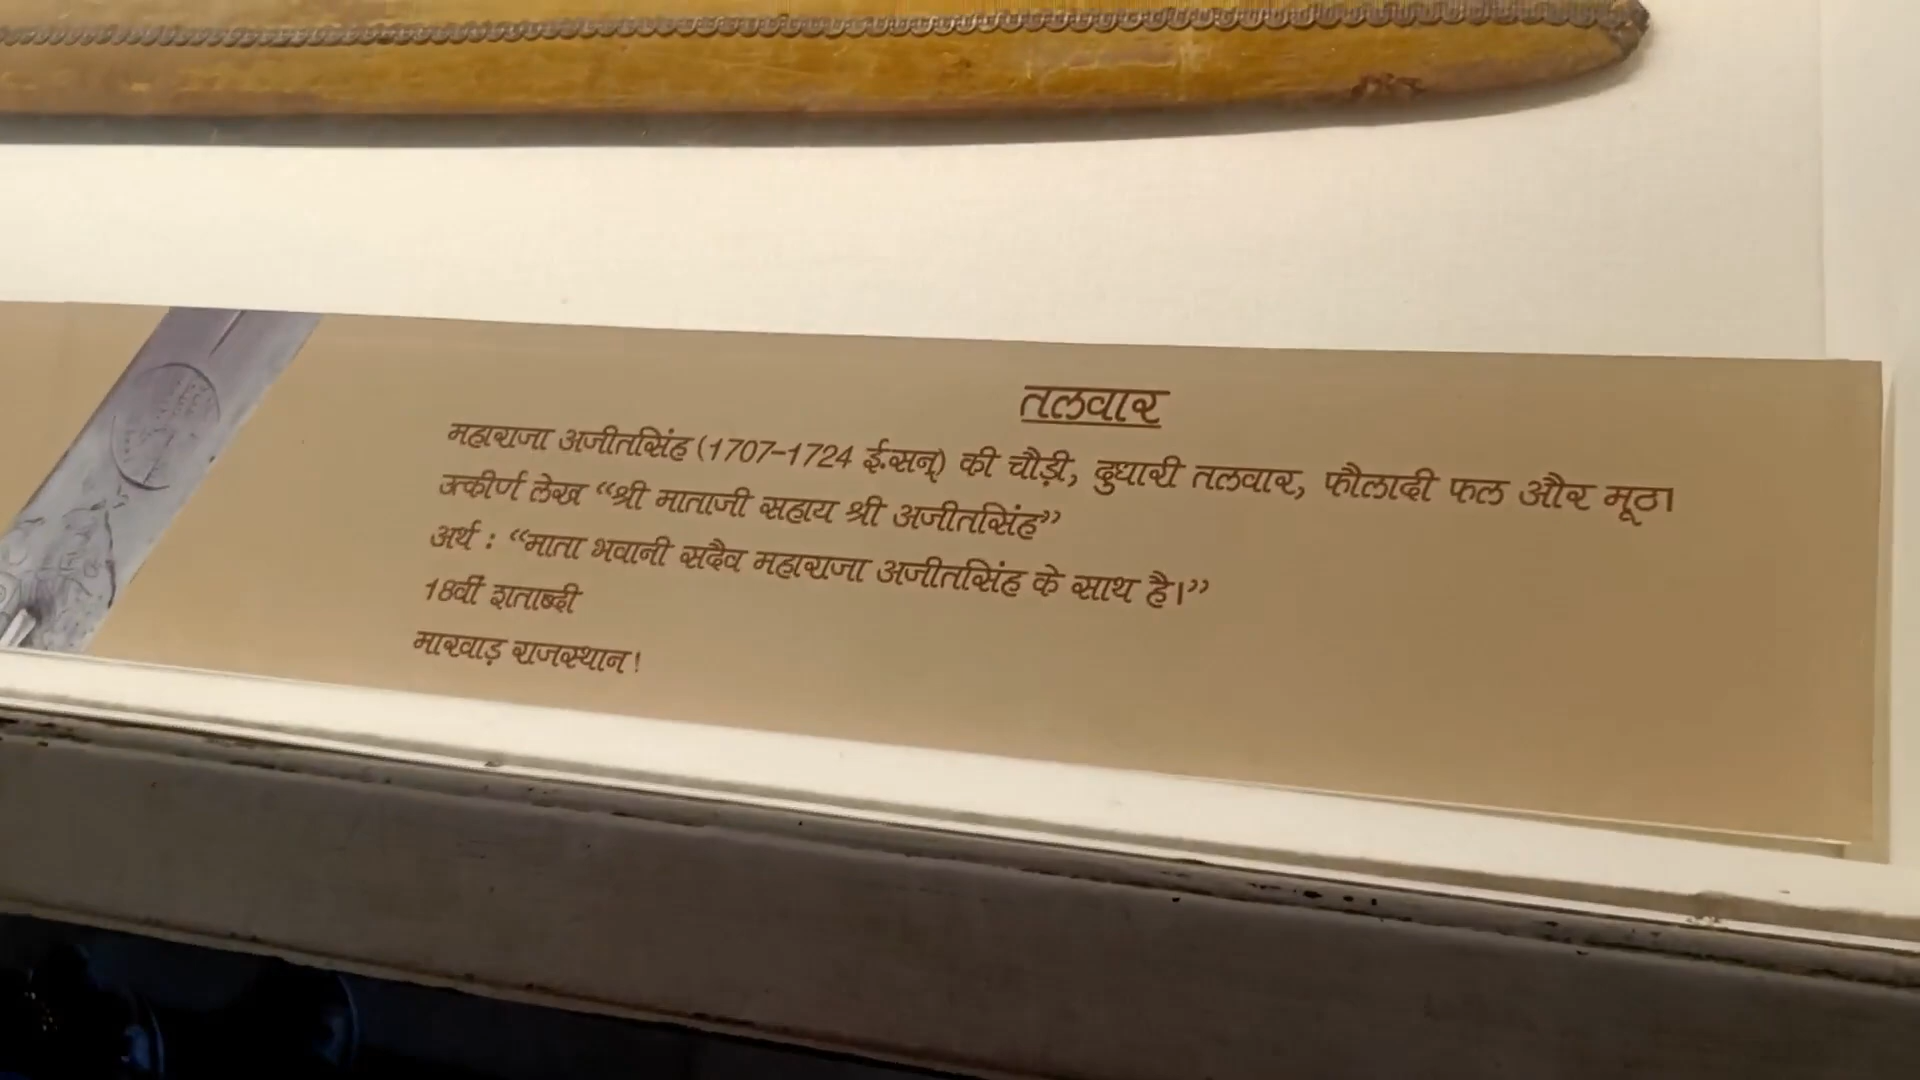 तलवार
महाराजा अजीतसिंह (1707-1724 ई.सन्) की चौड़ी, दुधारी तलवार, फौलादी फल और मूठ।
उत्कीर्ण लेख “श्री माताजी सहाय श्री अजीतसिंह”
अर्थ : “माता भवानी सदैव महाराजा अजीतसिंह के साथ है।”
18वीं शताब्दी
मारवाड़ राजस्थान!